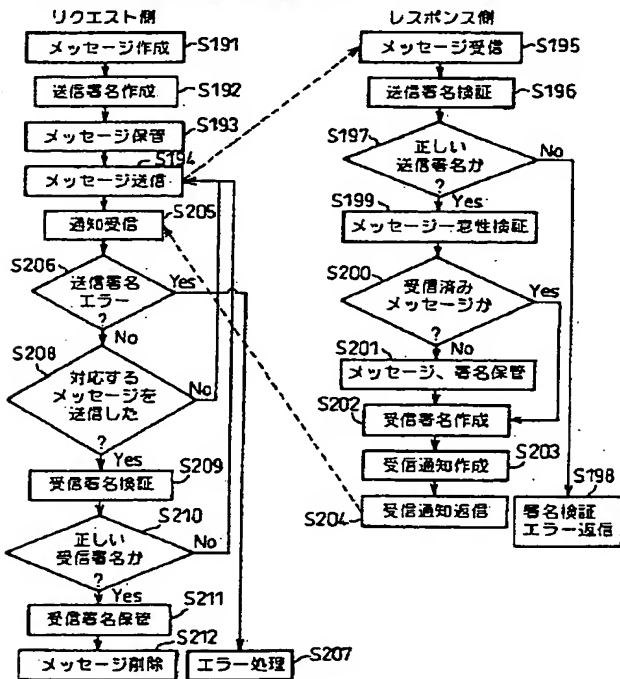 リクエスト側
メッセージ作成
S191
送信署名作成
S192
メッセージ保管
S193
S194
メッセージ送信
通知受信
S205
S206
送信署名
エラー
?
Yes
No
S208
対応する
メッセージを
送信した
?
No
Yes
S209
受信署名検証
S210
正しい
受信署名か
?
No
Yes
S211
受信署名保管
S212
メッセージ削除
エラー処理
S207
レスポンス側
メッセージ受信
S195
送信署名検証
S196
S197
正しい
送信署名か
?
No
Yes
S199
メッセージ一意性検証
S200
受信済み
メッセージか
?
Yes
No
S201
メッセージ、署名保管
S202
受信署名作成
S203
受信通知作成
S204
受信通知返信
S198
署名検証
エラー返信